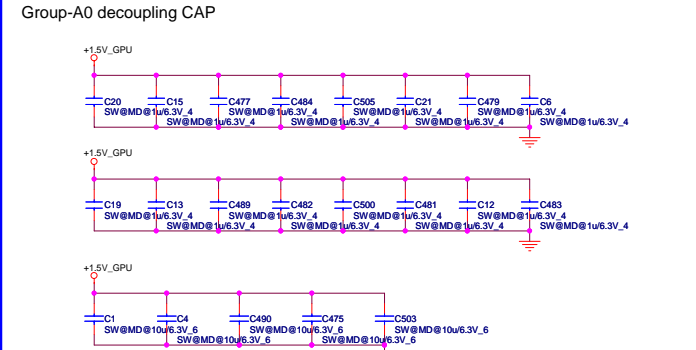 Group-A0 decoupling CAP
+1.5V_GPU
C20 C15 C477 C484 C505 C21 C479 C6
SW@MD@1u/6.3V_4 SW@MD@1u/6.3V_4 SW@MD@1u/6.3V_4 SW@MD@1u/6.3V_4
SW@MD@1u/6.3V_4 SW@MD@1u/6.3V_4 SW@MD@1u/6.3V_4 SW@MD@1u/6.3V_4
+1.5V_GPU
C19 C13 C489 C482 C500 C481 C12 C483
SW@MD@1u/6.3V_4 SW@MD@1u/6.3V_4 SW@MD@1u/6.3V_4 SW@MD@1u/6.3V_4
SW@MD@1u/6.3V_4 SW@MD@1u/6.3V_4 SW@MD@1u/6.3V_4 SW@MD@1u/6.3V_4
+1.5V_GPU
C1 C4 C490 C475 C503
SW@MD@10u/6.3V_6 SW@MD@10u/6.3V_6 SW@MD@10u/6.3V_6
SW@MD@10u/6.3V_6 SW@MD@10u/6.3V_6